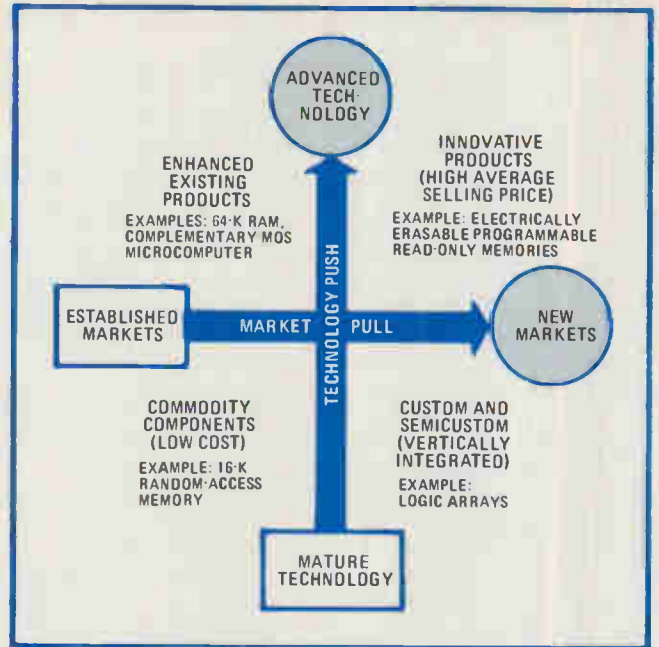 ADVANCED
TECH-
NOLOGY
ENHANCED
EXISTING
PRODUCTS
EXAMPLES: 64-K RAM,
COMPLEMENTARY MOS
MICROCOMPUTER
INNOVATIVE
PRODUCTS
(HIGH AVERAGE
SELLING PRICE)
EXAMPLE: ELECTRICALLY
ERASABLE PROGRAMMABLE
READ-ONLY MEMORIES
ESTABLISHED
MARKETS
MARKET PULL
TECHNOLOGY PUSH
NEW
MARKETS
COMMODITY
COMPONENTS
(LOW COST)
EXAMPLE: 16-K
RANDOM-ACCESS
MEMORY
CUSTOM AND
SEMICUSTOM
(VERTICALLY
INTEGRATED)
EXAMPLE:
LOGIC ARRAYS
MATURE
TECHNOLOGY